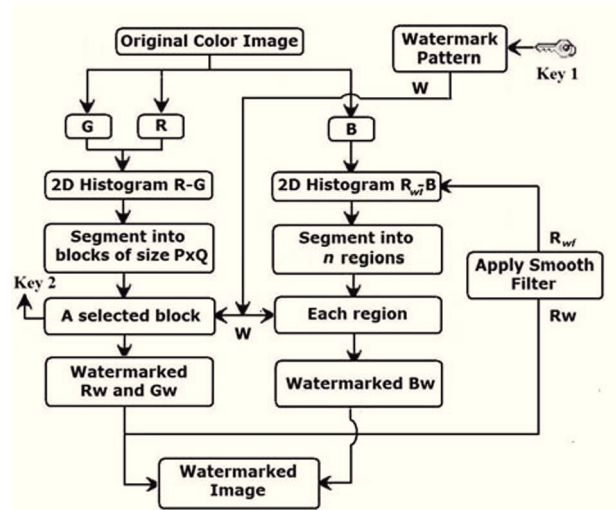 Original Color Image
Watermark
Pattern
Key 1
W
G
R
B
2D Histogram R-G
2D Histogram Rwf-B
Segment into
blocks of size PxQ
Segment into
n regions
Rwf
Apply Smooth
Filter
Rw
Key 2
A selected block
W
Each region
Watermarked
Rw and Gw
Watermarked Bw
Watermarked
Image